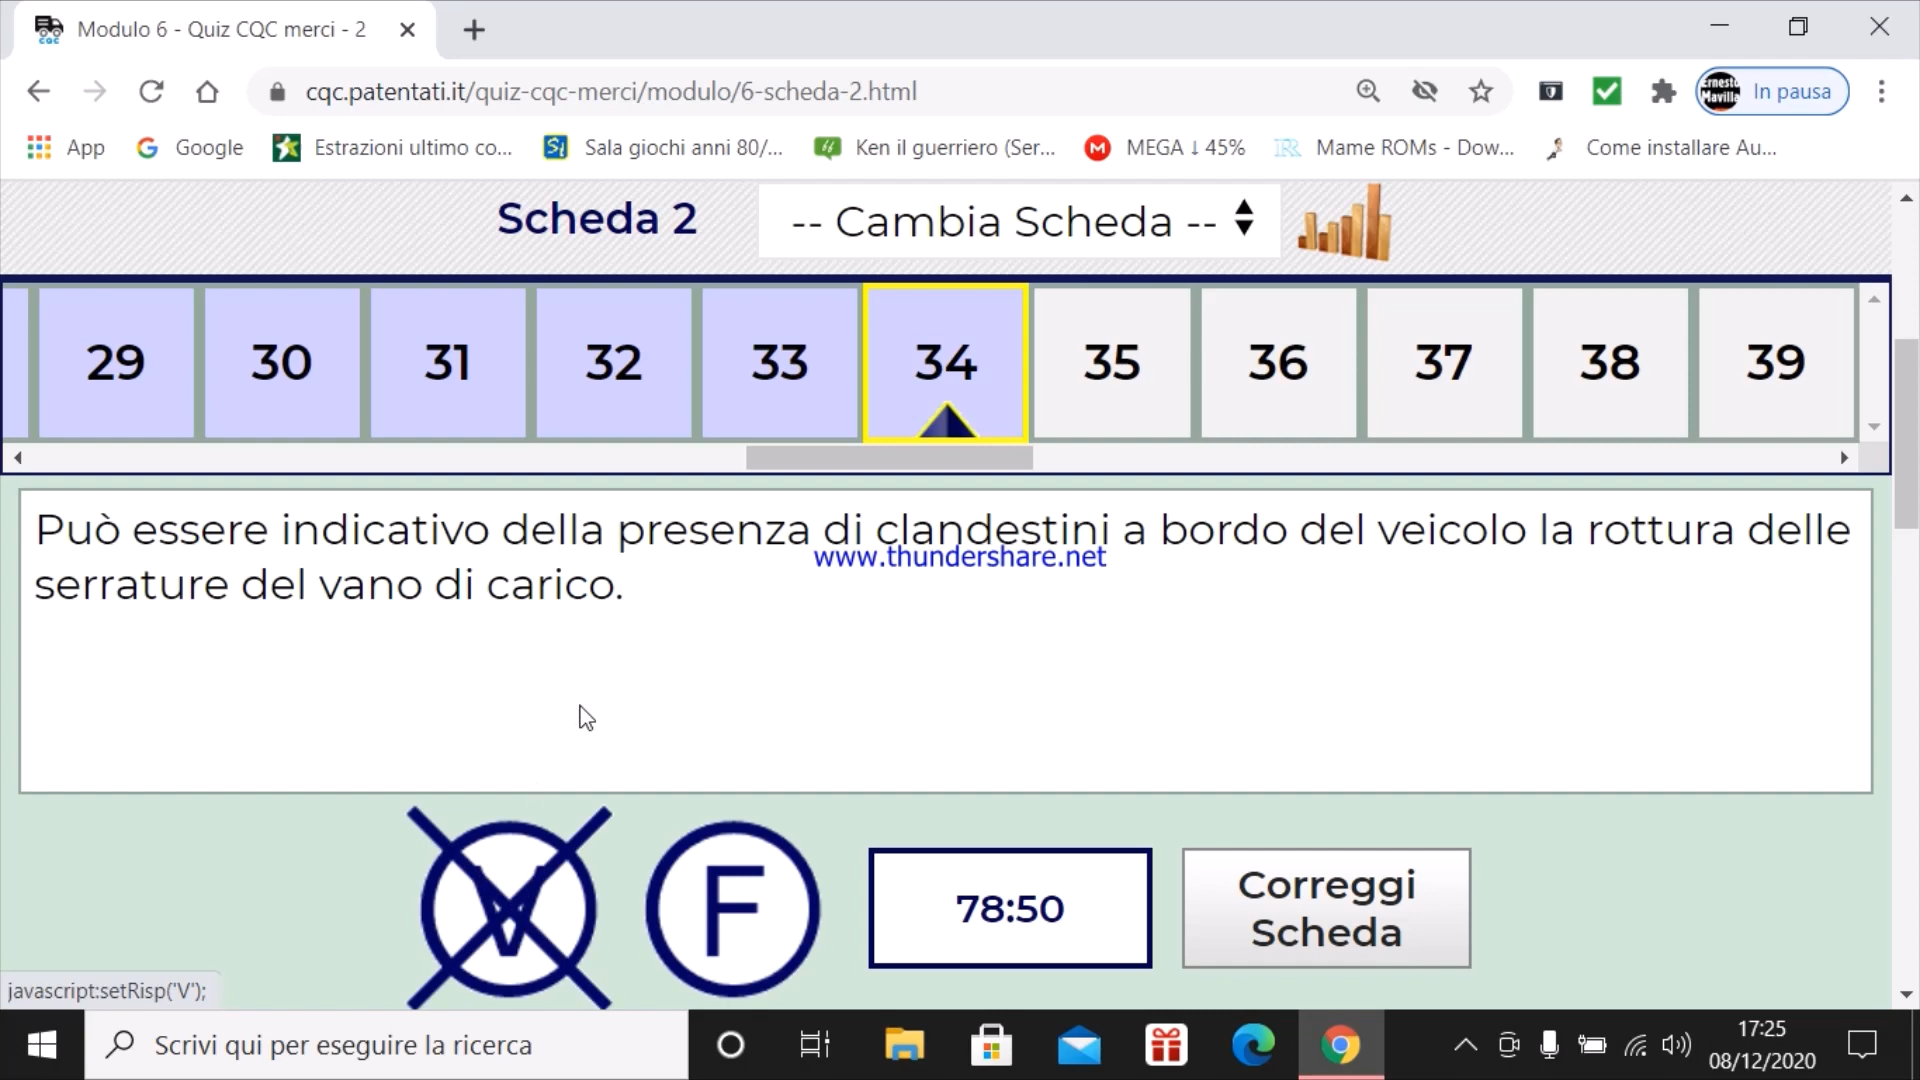 Modulo 6 - Quiz CQC merci - 2
cqc.patentati.it/quiz-cqc-merci/modulo/6-scheda-2.html
Ernesto Mavilla
In pausa
App
Google
Estrazioni ultimo co...
Sala giochi anni 80/...
Ken il guerriero (Ser...
MEGA ↓ 45%
Mame ROMs - Dow...
Come installare Au...
Scheda 2
-- Cambia Scheda --
29 30 31 32 33 34 35 36 37 38 39
Può essere indicativo della presenza di clandestini a bordo del veicolo la rottura delle
serrature del vano di carico.
www.thundershare.net
V
F
78:50
Correggi
Scheda
javascript:setRisp('V');
Scrivi qui per eseguire la ricerca
17:25
08/12/2020